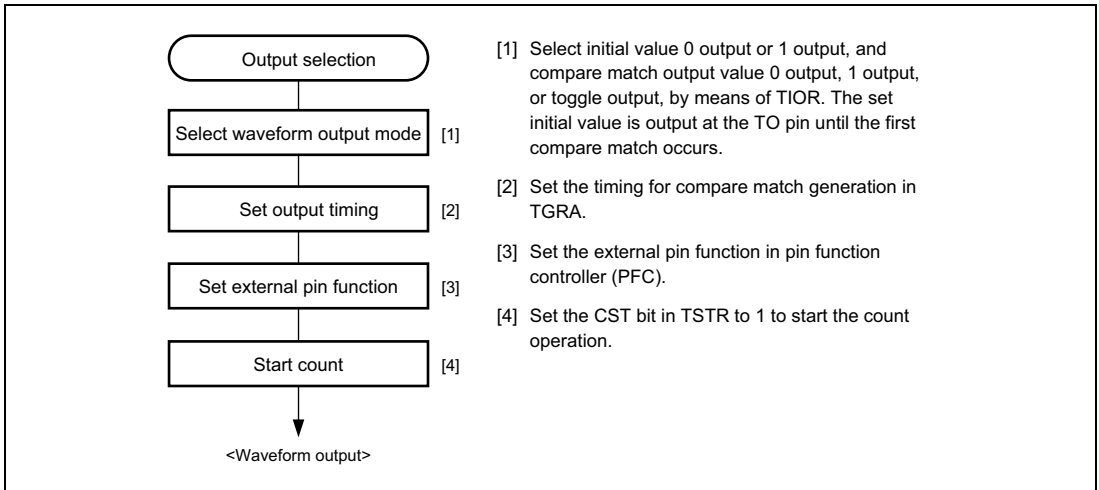 Output selection
Select waveform output mode [1]
Set output timing [2]
Set external pin function [3]
Start count [4]
<Waveform output>
[1] Select initial value 0 output or 1 output, and
compare match output value 0 output, 1 output,
or toggle output, by means of TIOR. The set
initial value is output at the TO pin until the first
compare match occurs.
[2] Set the timing for compare match generation in
TGRA.
[3] Set the external pin function in pin function
controller (PFC).
[4] Set the CST bit in TSTR to 1 to start the count
operation.